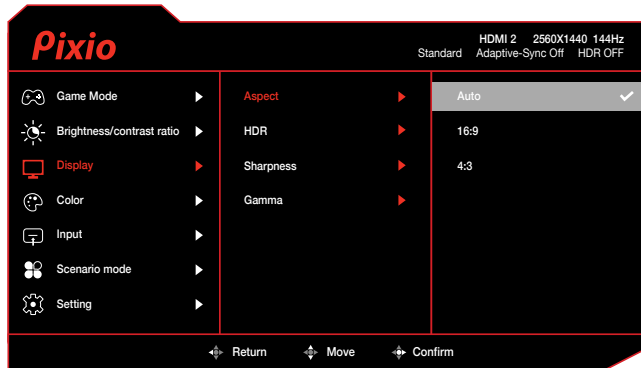 Pixio
HDMI 2 2560X1440 144Hz
Standard Adaptive-Sync Off HDR OFF
Game Mode
Brightness/contrast ratio
Display
Color
Input
Scenario mode
Setting
Aspect
HDR
Sharpness
Gamma
Auto
16:9
4:3
Return Move Confirm